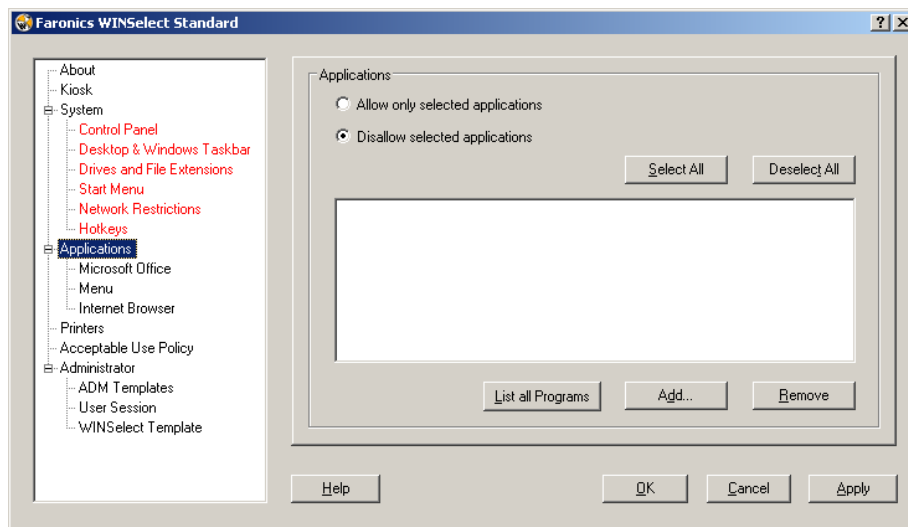 Faronics WINSelect Standard
About
Kiosk
System
Control Panel
Desktop & Windows Taskbar
Drives and File Extensions
Start Menu
Network Restrictions
Hotkeys
Applications
Microsoft Office
Menu
Internet Browser
Printers
Acceptable Use Policy
Administrator
ADM Templates
User Session
WINSelect Template
Applications
Allow only selected applications
Disallow selected applications
Select All Deselect All
List all Programs Add... Remove
Help OK Cancel Apply